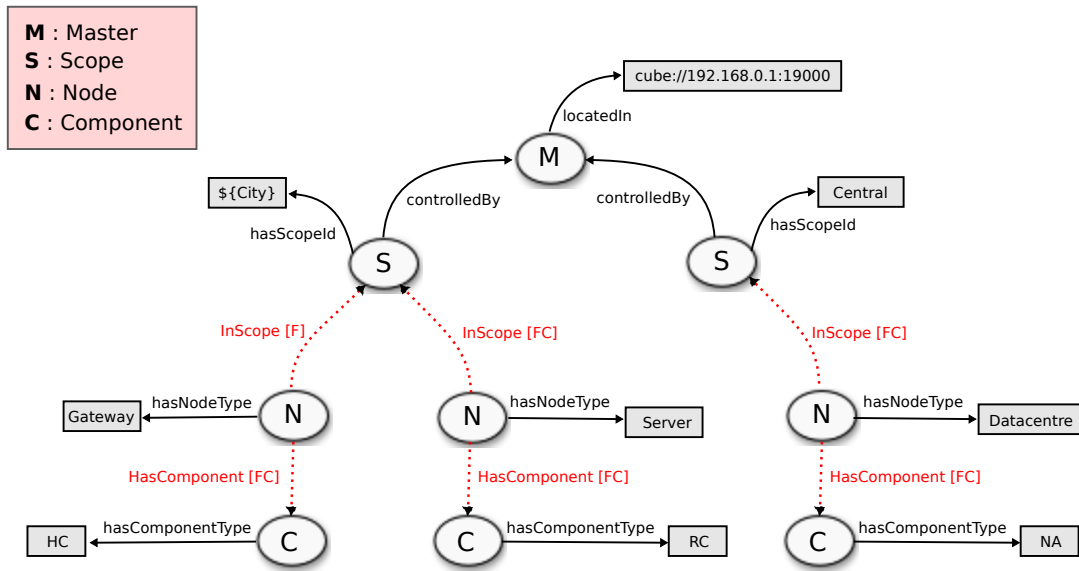 M : Master
S : Scope
N : Node
C : Component
cube://192.168.0.1:19000
locatedIn
M
${City}
controlledBy
controlledBy
Central
hasScopeId
hasScopeId
S
S
InScope [F]
InScope [FC]
InScope [FC]
Gateway
hasNodeType
N
N
hasNodeType
Server
N
hasNodeType
Datacentre
HasComponent [FC]
HasComponent [FC]
HasComponent [FC]
HC
hasComponentType
C
C
hasComponentType
RC
C
hasComponentType
NA